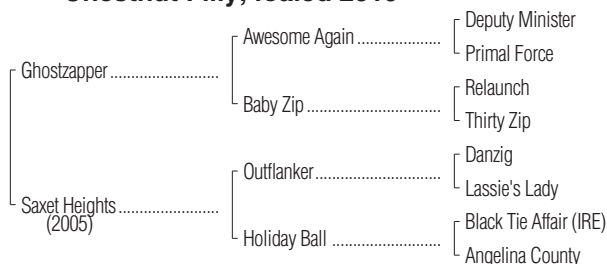 Deputy Minister
Awesome Again
Primal Force
Ghostzapper
Relaunch
Baby Zip
Thirty Zip
Danzig
Outflanker
Lassie's Lady
Saxet Heights
(2005)
Black Tie Affair (IRE)
Holiday Ball
Angelina County